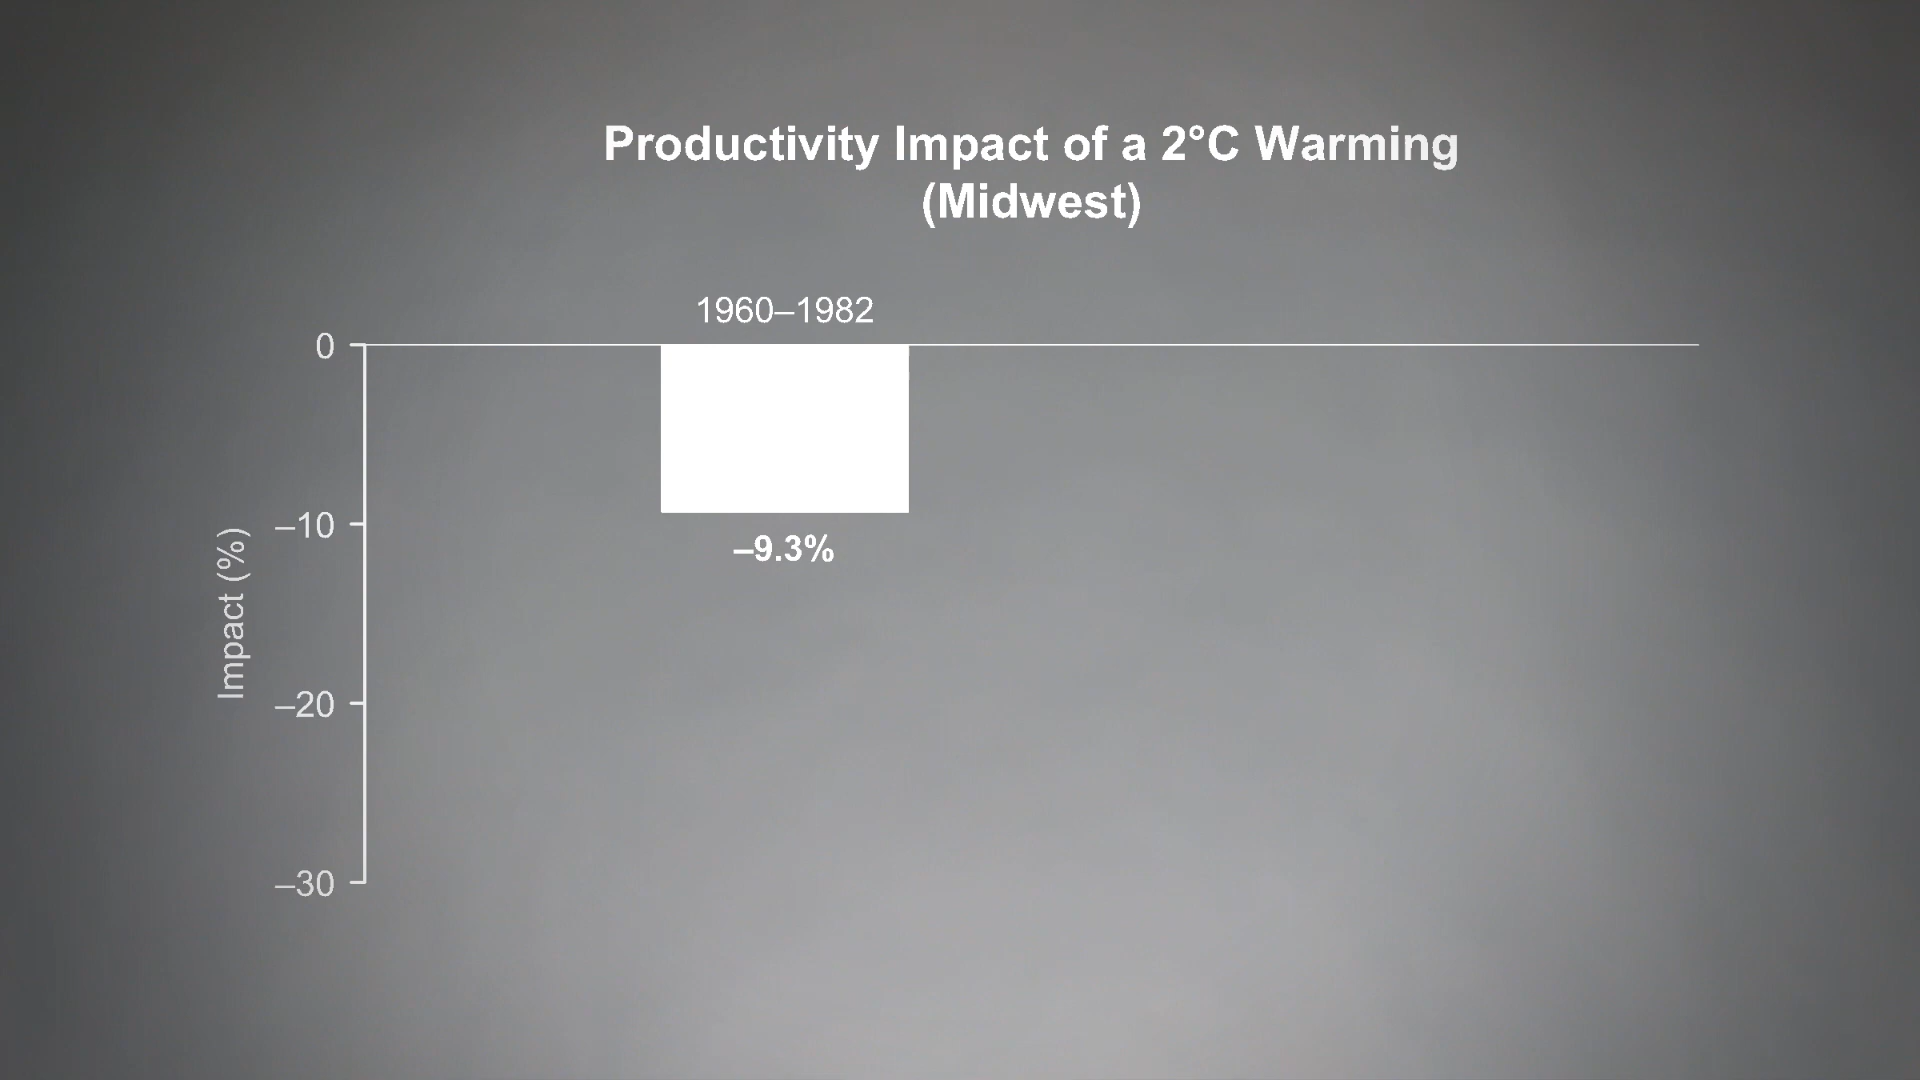 Productivity Impact of a 2°C Warming
(Midwest)
1960–1982
0
–10
–20
–30
Impact (%)
–9.3%